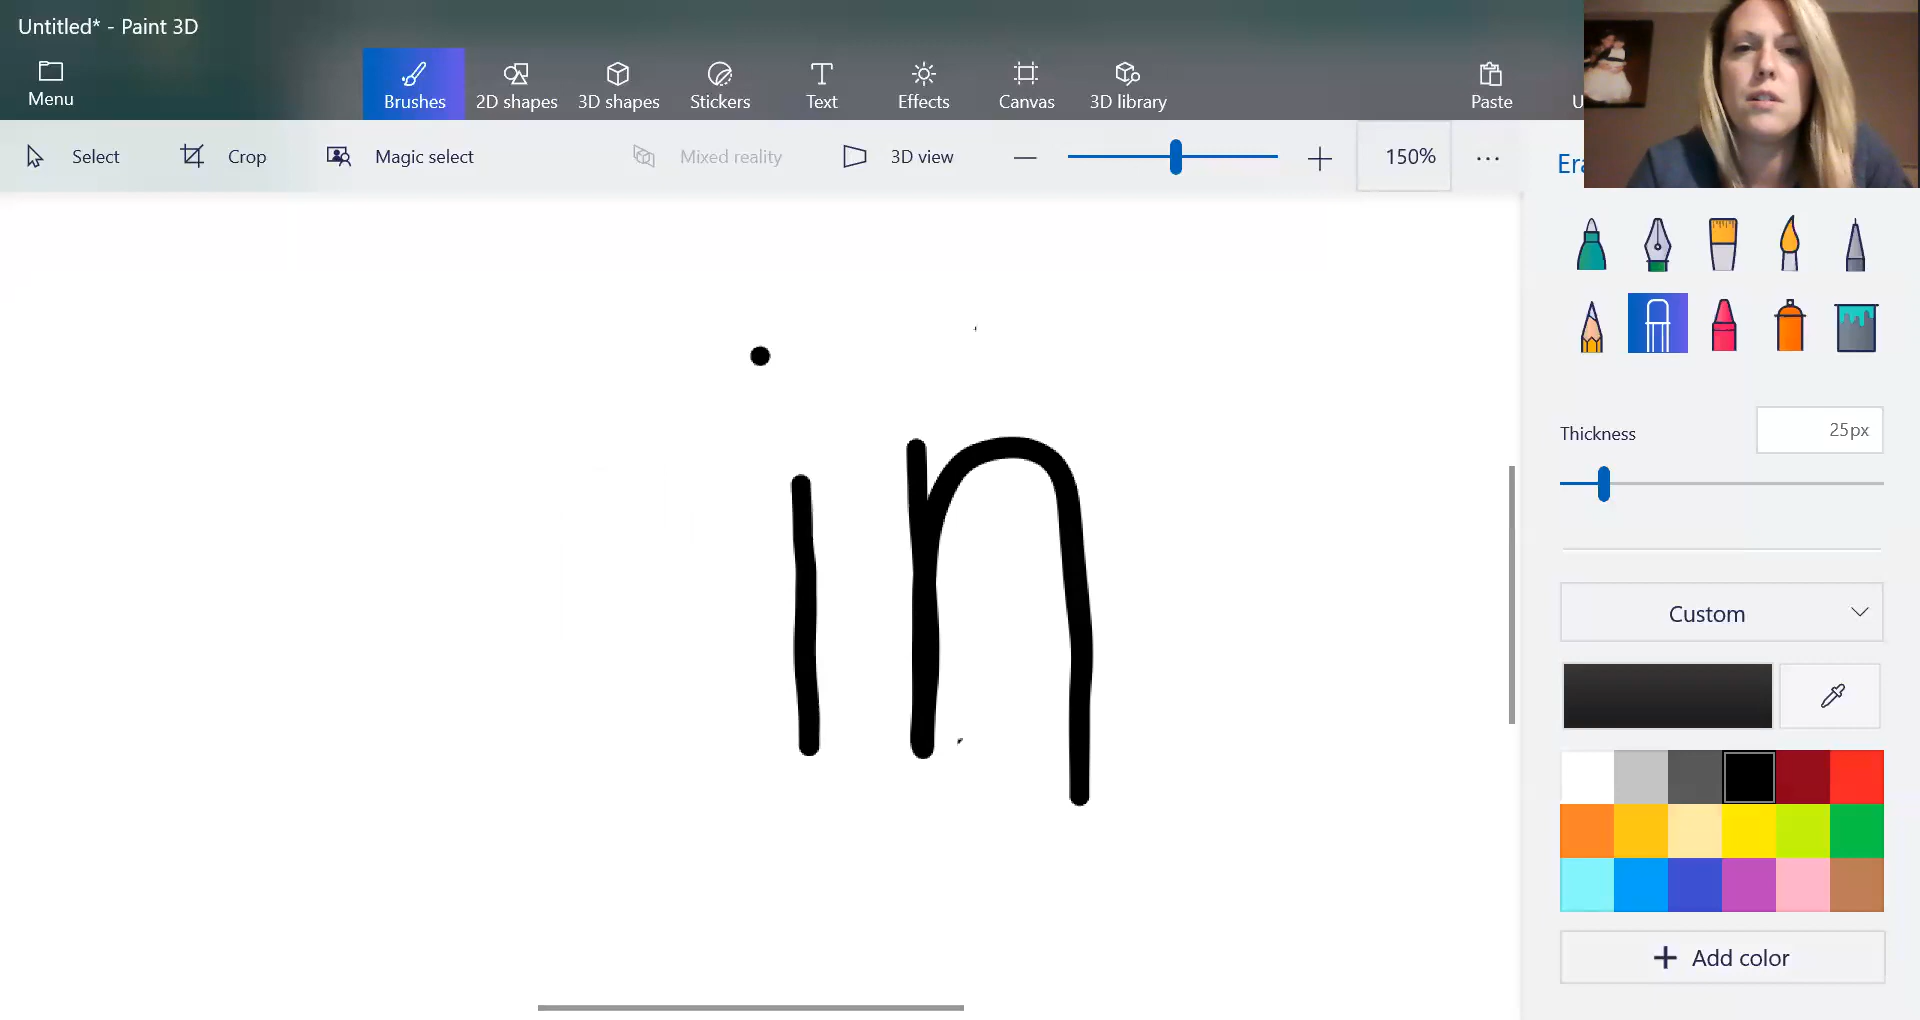 Untitled* - Paint 3D
Menu
Brushes 2D shapes 3D shapes Stickers Text Effects Canvas 3D library Paste U
Select Crop Magic select Mixed reality 3D view 150%
Era
in
Thickness 25px
Custom
Add color